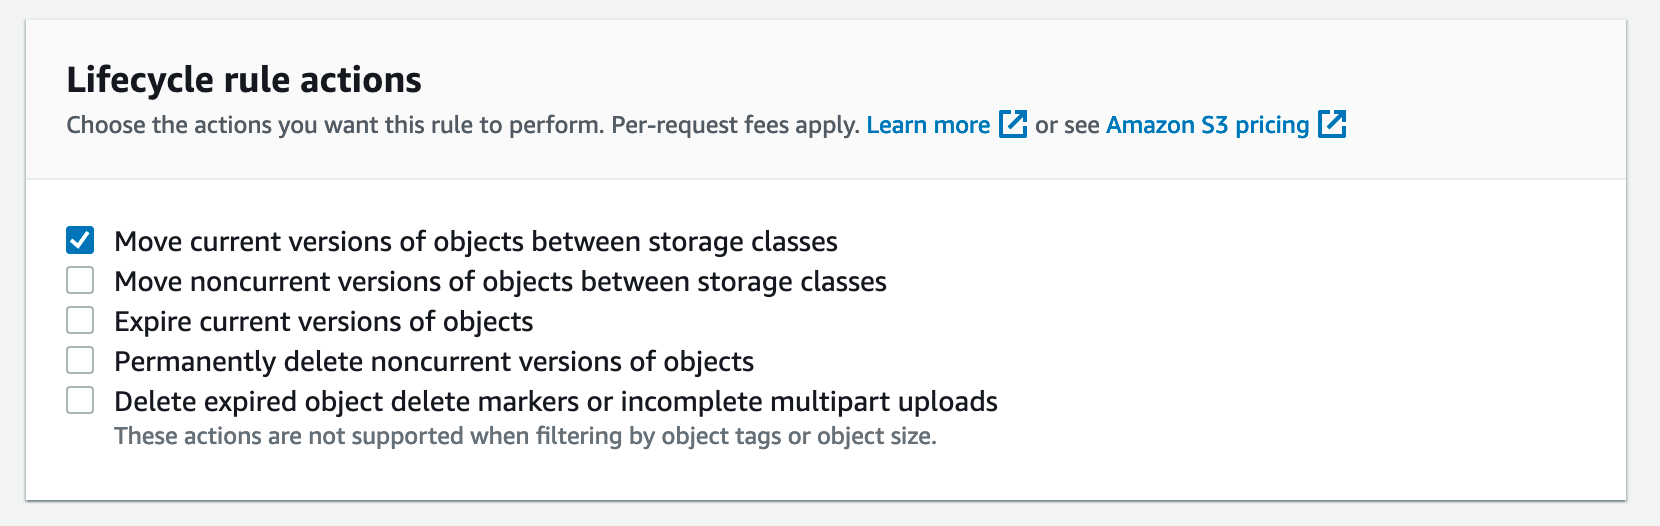 Lifecycle rule actions
Choose the actions you want this rule to perform. Per-request fees apply. Learn more or see Amazon S3 pricing
Move current versions of objects between storage classes
Move noncurrent versions of objects between storage classes
Expire current versions of objects
Permanently delete noncurrent versions of objects
Delete expired object delete markers or incomplete multipart uploads
These actions are not supported when filtering by object tags or object size.